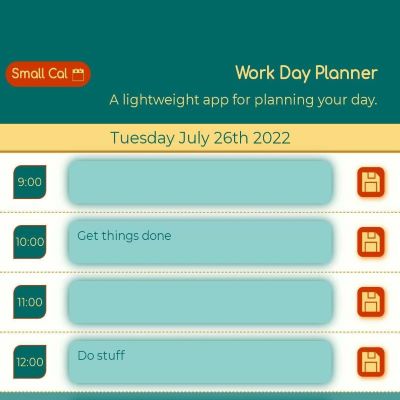 Small Cal
Work Day Planner
A lightweight app for planning your day.
Tuesday July 26th 2022
9:00
10:00 Get things done
11:00
12:00 Do stuff